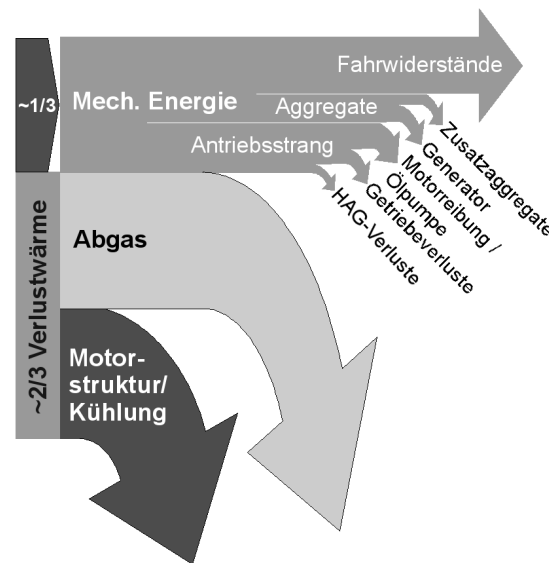 Fahrwiderstände
~1/3
Mech. Energie
Aggregate
Antriebsstrang
Zusatzaggregate
Generator
Motorreibung /
Ölpumpe
Getriebeverluste
HAG-Verluste
~2/3 Verlustwärme
Abgas
Motor-
struktur/
Kühlung